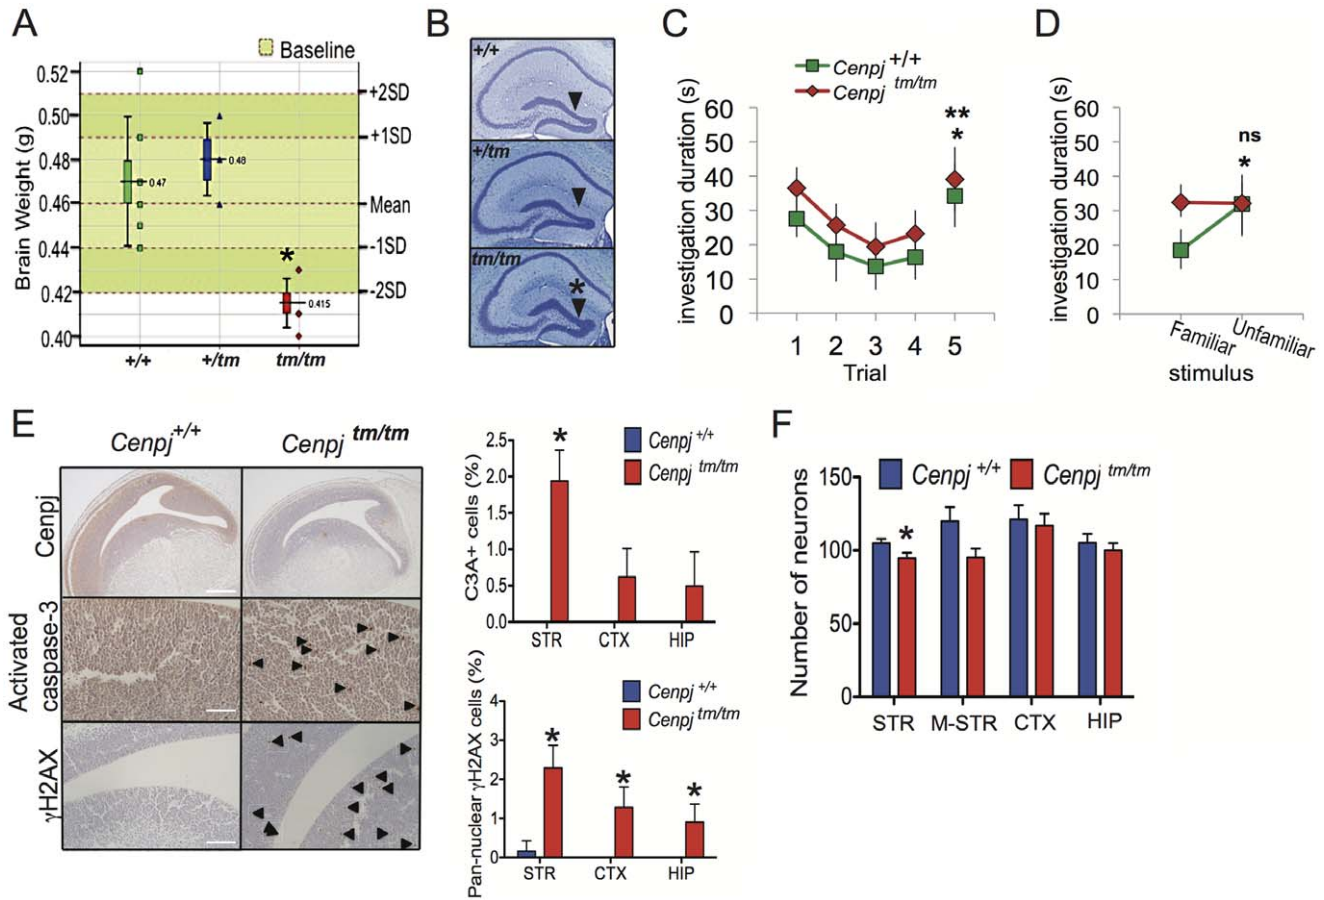 A
Baseline
Brain Weight (g)
0.52
0.50
0.48
0.46
0.44
0.42
0.40
+2SD
+1SD
Mean
-1SD
-2SD
0.47
0.48
*
0.415
+/+
+/tm
tm/tm
B
+/+
+/tm
tm/tm
*
C
Cenpj +/+
Cenpj tm/tm
investigation duration (s)
60
50
40
30
20
10
0
**
*
1 2 3 4 5
Trial
D
investigation duration (s)
60
50
40
30
20
10
0
ns
*
Familiar
Unfamiliar
stimulus
E
Cenpj+/+
Cenpj tm/tm
Cenpj
Activated
caspase-3
γH2AX
C3A+ cells (%)
2.5
2.0
1.5
1.0
0.5
0.0
*
Cenpj +/+
Cenpj tm/tm
STR CTX HIP
Pan-nuclear γH2AX cells (%)
4
3
2
1
0
Cenpj +/+
Cenpj tm/tm
* * *
STR CTX HIP
F
Cenpj+/+
Cenpj tm/tm
Number of neurons
150
100
50
0
*
STR M-STR CTX HIP